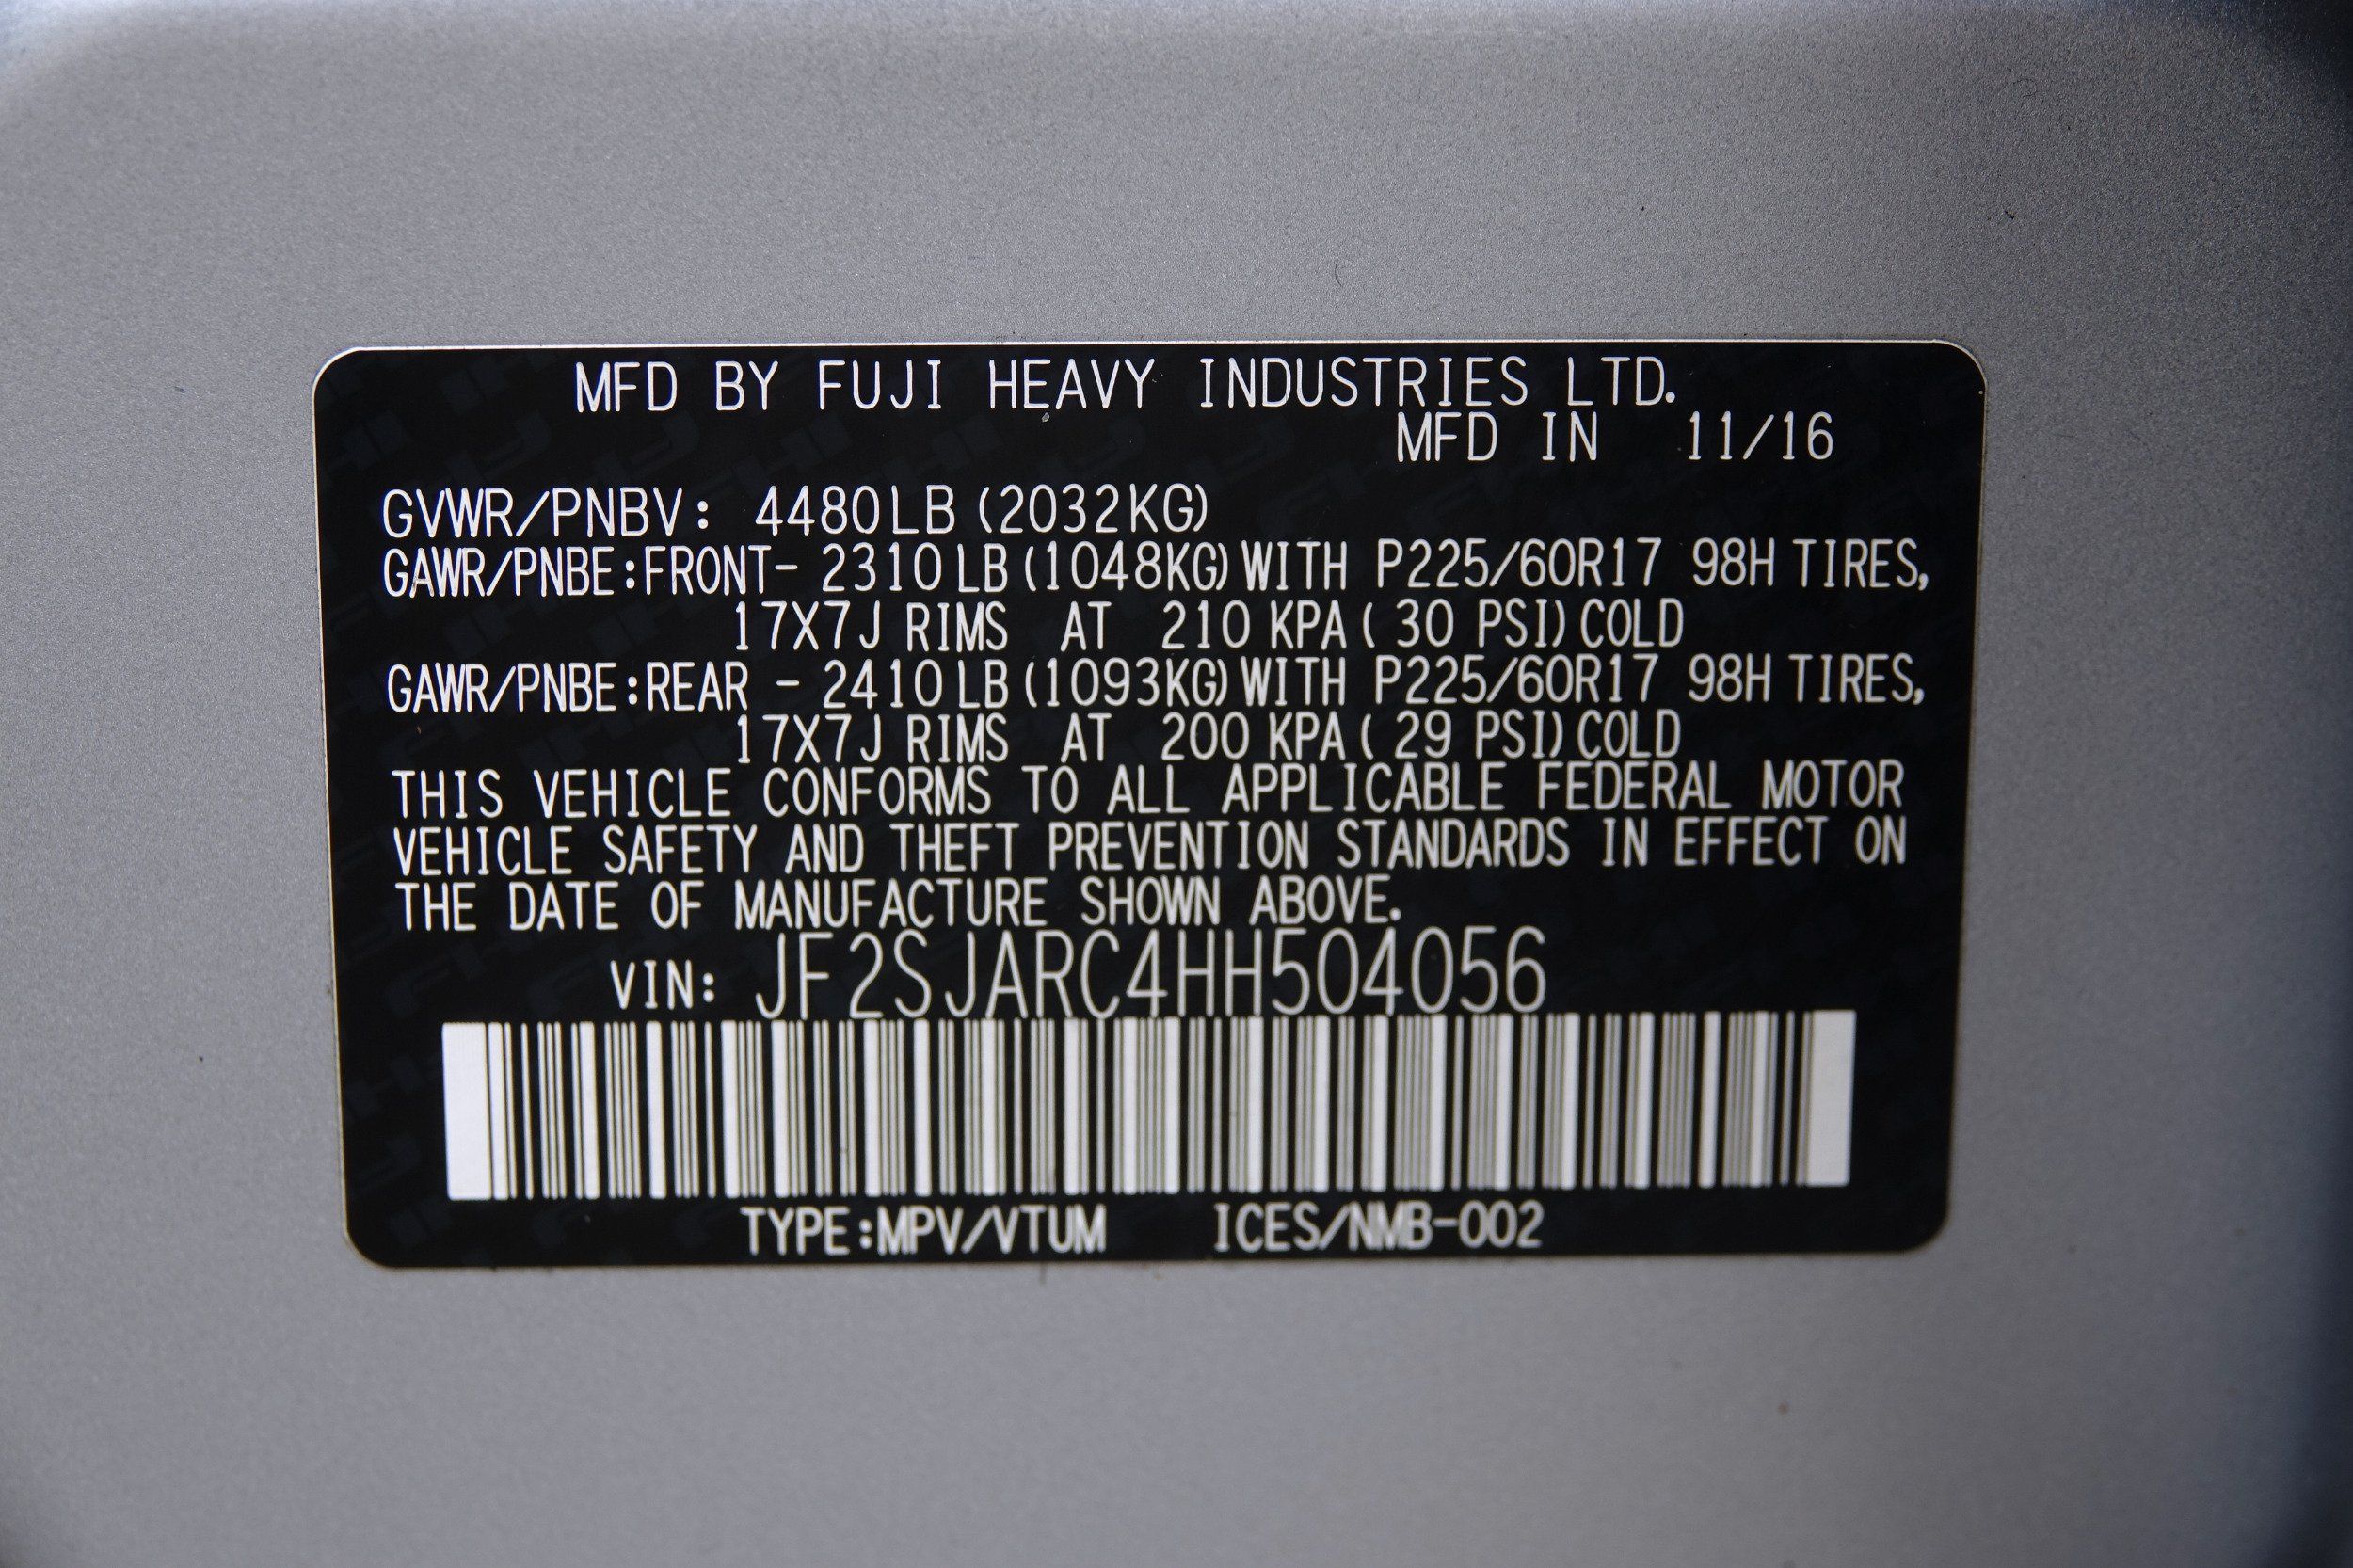 MFD BY FUJI HEAVY INDUSTRIES LTD.
MFD IN 11/16
GVWR/PNBV: 4480LB (2032KG)
GAWR/PNBE:FRONT- 2310LB (1048KG) WITH P225/60R17 98H TIRES,
17X7J RIMS AT 210 KPA ( 30 PSI) COLD
GAWR/PNBE:REAR - 2410LB (1093KG) WITH P225/60R17 98H TIRES,
17X7J RIMS AT 200 KPA ( 29 PSI) COLD
THIS VEHICLE CONFORMS TO ALL APPLICABLE FEDERAL MOTOR
VEHICLE SAFETY AND THEFT PREVENTION STANDARDS IN EFFECT ON
THE DATE OF MANUFACTURE SHOWN ABOVE.
VIN: JF2SJARC4HH504056
TYPE:MPV/VTUM ICES/NMB-002